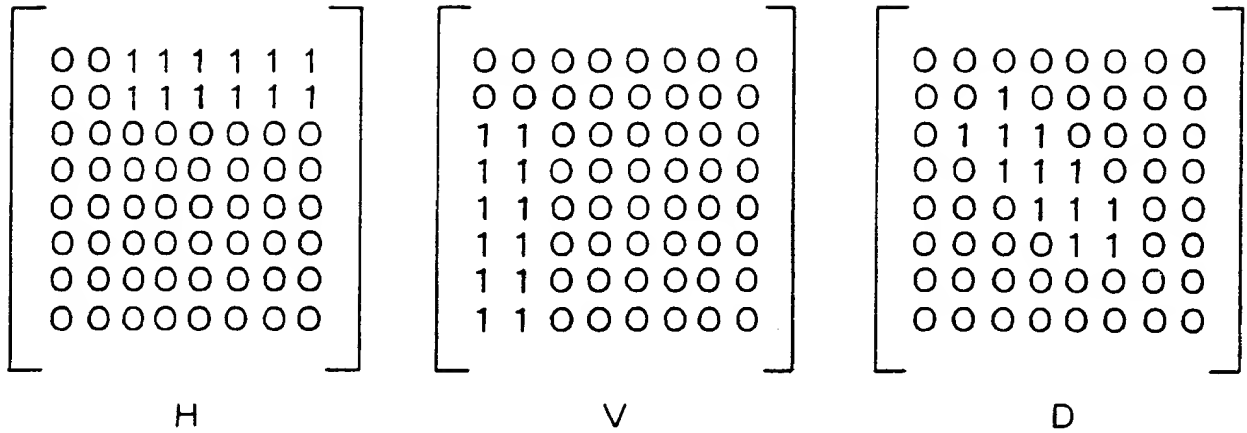 0 0 1 1 1 1 1 1 0 0 0 0 0 0 0 0 0 0 0 0 0 0 0 0
0 0 1 1 1 1 1 1 0 0 0 0 0 0 0 0 0 0 1 0 0 0 0 0
0 0 0 0 0 0 0 0 1 1 0 0 0 0 0 0 0 1 1 1 0 0 0 0
0 0 0 0 0 0 0 0 1 1 0 0 0 0 0 0 0 0 1 1 1 0 0 0
0 0 0 0 0 0 0 0 1 1 0 0 0 0 0 0 0 0 0 1 1 1 0 0
0 0 0 0 0 0 0 0 1 1 0 0 0 0 0 0 0 0 0 0 1 1 0 0
0 0 0 0 0 0 0 0 1 1 0 0 0 0 0 0 0 0 0 0 0 0 0 0
0 0 0 0 0 0 0 0 1 1 0 0 0 0 0 0 0 0 0 0 0 0 0 0
H V D